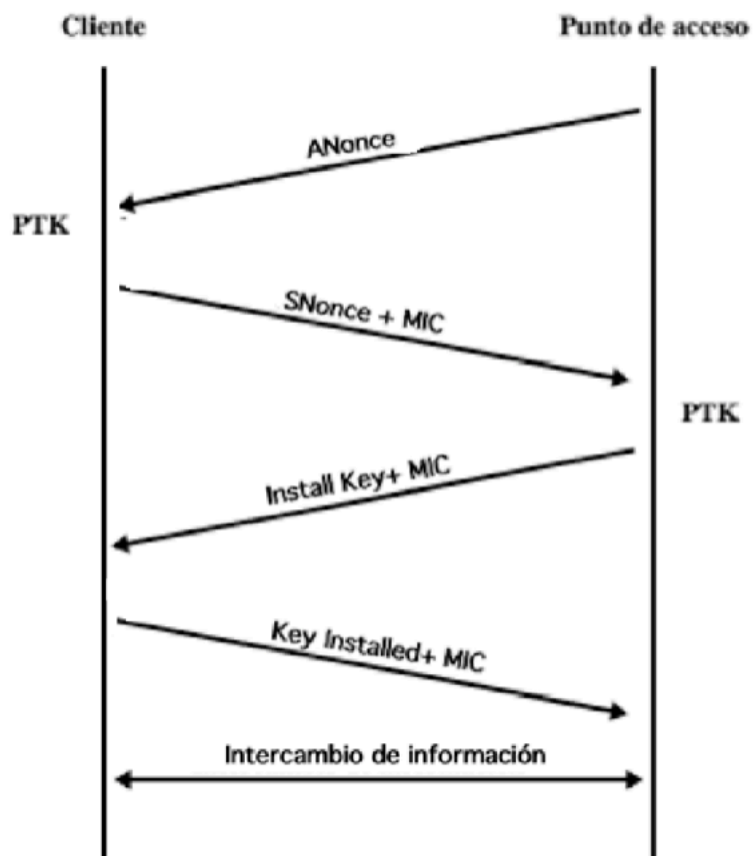 Cliente
Punto de acceso
ANonce
PTK
SNonce + MIC
PTK
Install Key+ MIC
Key Installed+ MIC
Intercambio de información